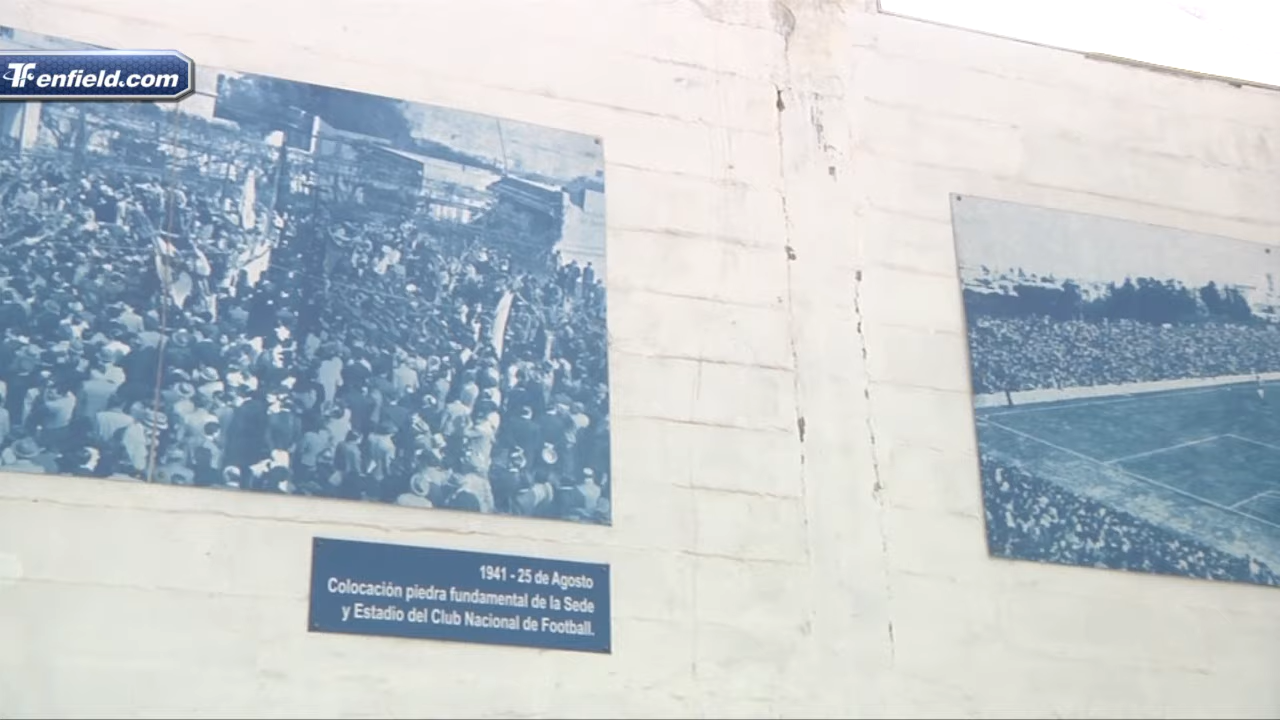 Tenfield.com
1941 - 25 de Agosto
Colocación piedra fundamental de la Sede
y Estadio del Club Nacional de Football.